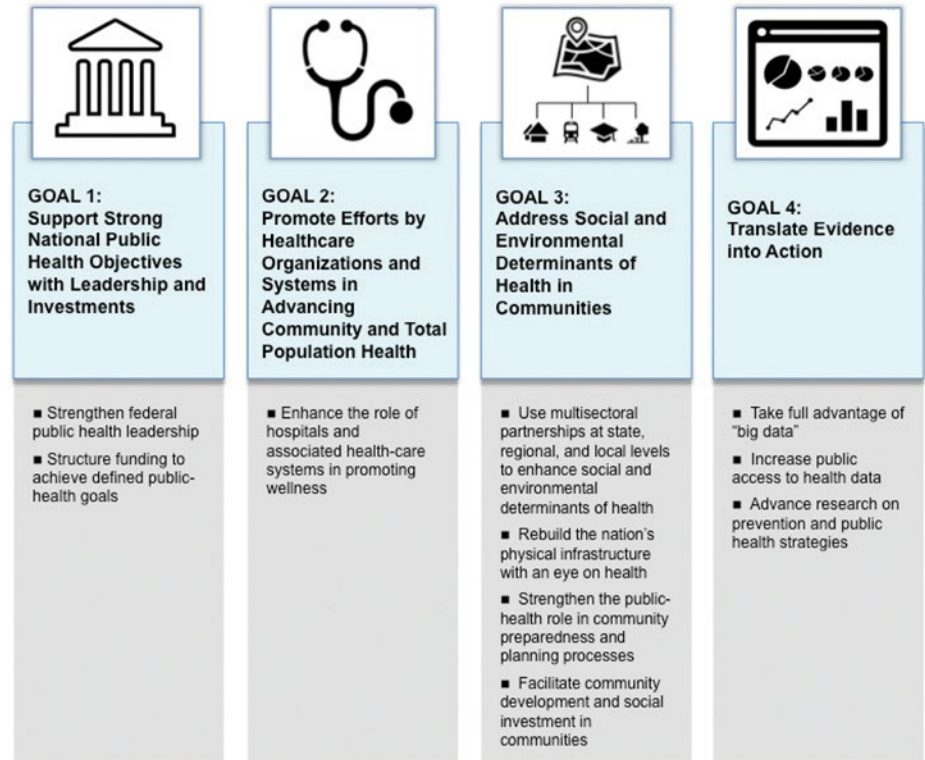 GOAL 1:
Support Strong
National Public
Health Objectives
with Leadership and
Investments
■ Strengthen federal
public health leadership
■ Structure funding to
achieve defined public-
health goals
GOAL 2:
Promote Efforts by
Healthcare
Organizations and
Systems in
Advancing
Community and Total
Population Health
■ Enhance the role of
hospitals and
associated health-care
systems in promoting
wellness
GOAL 3:
Address Social and
Environmental
Determinants of
Health in
Communities
■ Use multisectoral
partnerships at state,
regional, and local levels
to enhance social and
environmental
determinants of health
■ Rebuild the nation's
physical infrastructure
with an eye on health
■ Strengthen the public-
health role in community
preparedness and
planning processes
■ Facilitate community
development and social
investment in
communities
GOAL 4:
Translate Evidence
into Action
■ Take full advantage of
"big data"
■ Increase public
access to health data
■ Advance research on
prevention and public
health strategies